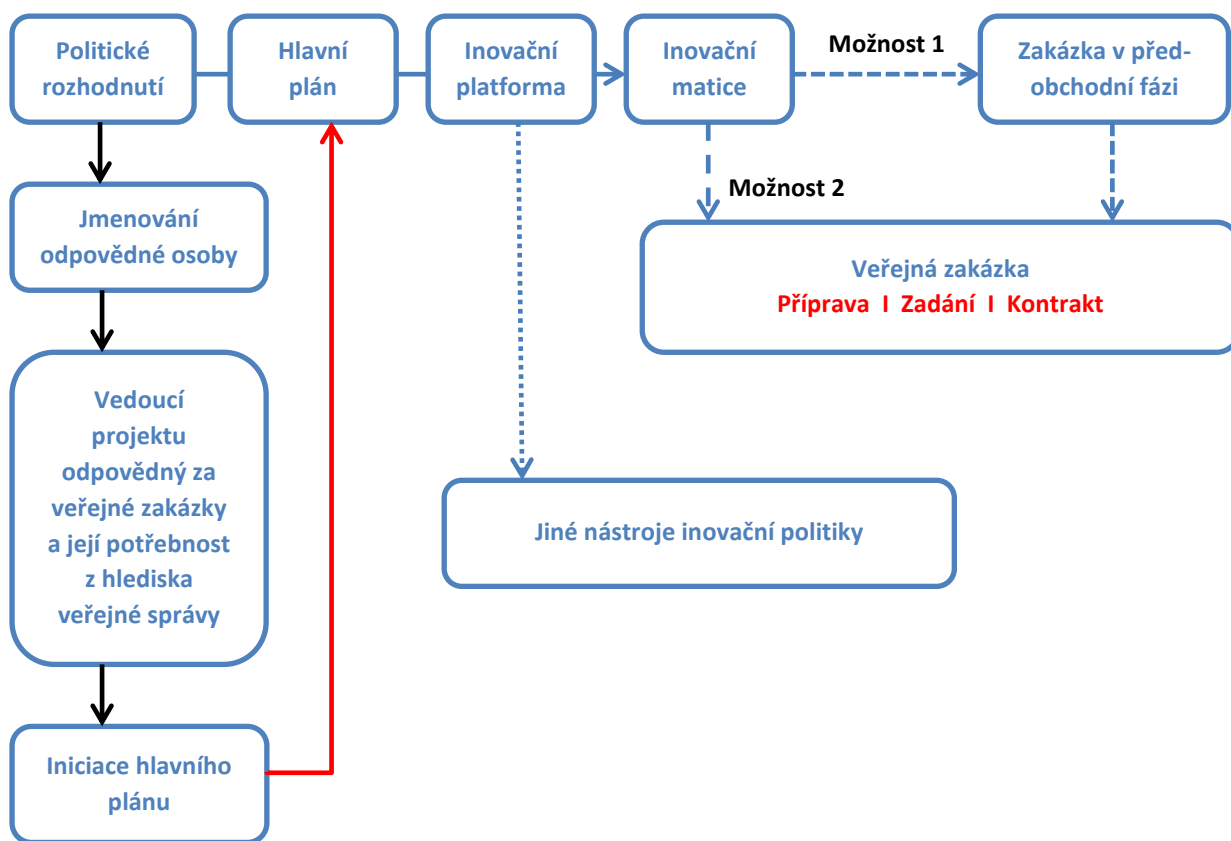 Politické
rozhodnutí
Hlavní
plán
Inovační
platforma
Inovační
matice
Možnost 1
Zakázka v před-
obchodní fázi
Jmenování
odpovědné osoby
Možnost 2
Veřejná zakázka
Příprava I Zadání I Kontrakt
Vedoucí
projektu
odpovědný za
veřejné zakázky
a její potřebnost
z hlediska
veřejné správy
Jiné nástroje inovační politiky
Iniciace hlavního
plánu